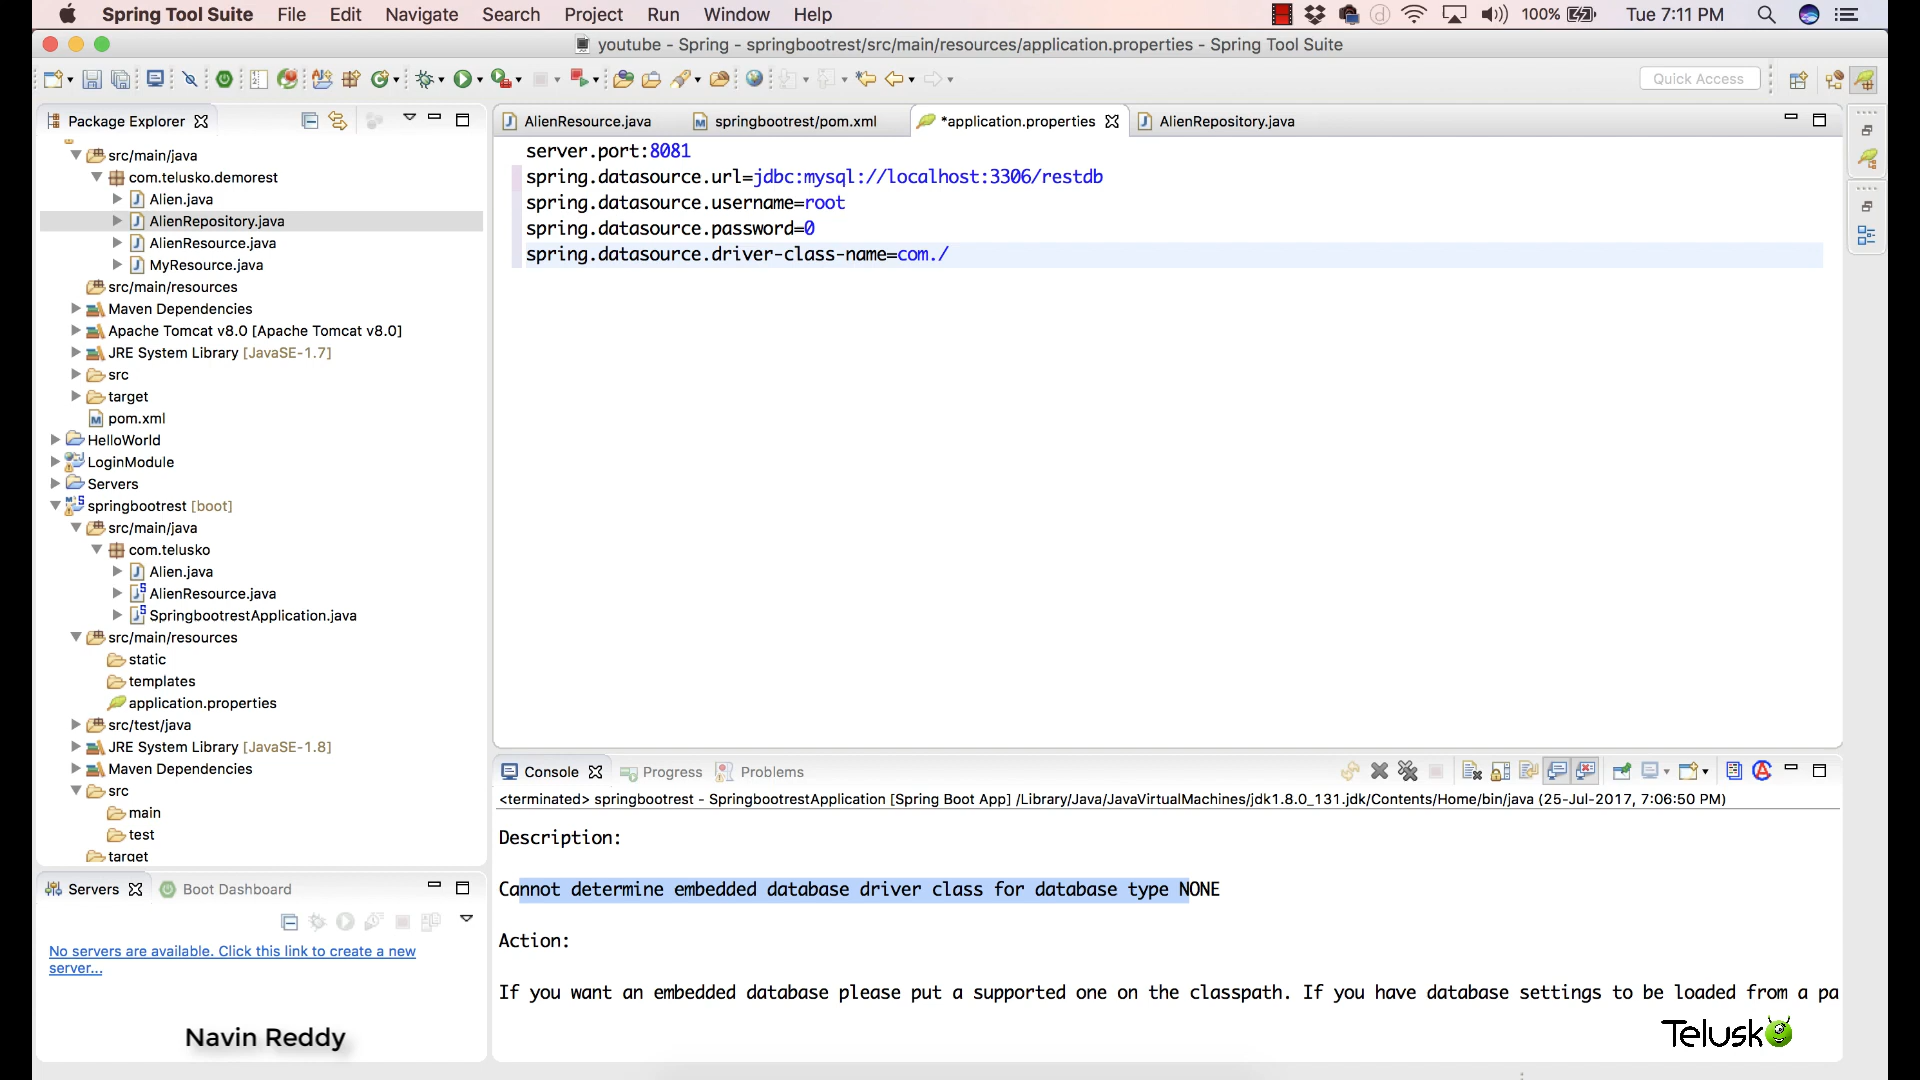 Spring Tool Suite File Edit Navigate Search Project Run Window Help 100% Tue 7:11 PM
youtube - Spring - springbootrest/src/main/resources/application.properties - Spring Tool Suite
Quick Access
Package Explorer
src/main/java
com.telusko.demorest
Alien.java
AlienRepository.java
AlienResource.java
MyResource.java
src/main/resources
Maven Dependencies
Apache Tomcat v8.0 [Apache Tomcat v8.0]
JRE System Library [JavaSE-1.7]
src
target
pom.xml
HelloWorld
LoginModule
Servers
springbootrest [boot]
src/main/java
com.telusko
Alien.java
AlienResource.java
SpringbootrestApplication.java
src/main/resources
static
templates
application.properties
src/test/java
JRE System Library [JavaSE-1.8]
Maven Dependencies
src
main
test
target
AlienResource.java springbootrest/pom.xml *application.properties AlienRepository.java
server.port:8081
spring.datasource.url=jdbc:mysql://localhost:3306/restdb
spring.datasource.username=root
spring.datasource.password=0
spring.datasource.driver-class-name=com./
Servers Boot Dashboard
No servers are available. Click this link to create a new
server...
Console Progress Problems
<terminated> springbootrest - SpringbootrestApplication [Spring Boot App] /Library/Java/JavaVirtualMachines/jdk1.8.0_131.jdk/Contents/Home/bin/java (25-Jul-2017, 7:06:50 PM)
Description:
Cannot determine embedded database driver class for database type NONE
Action:
If you want an embedded database please put a supported one on the classpath. If you have database settings to be loaded from a pa
Navin Reddy
Telusko